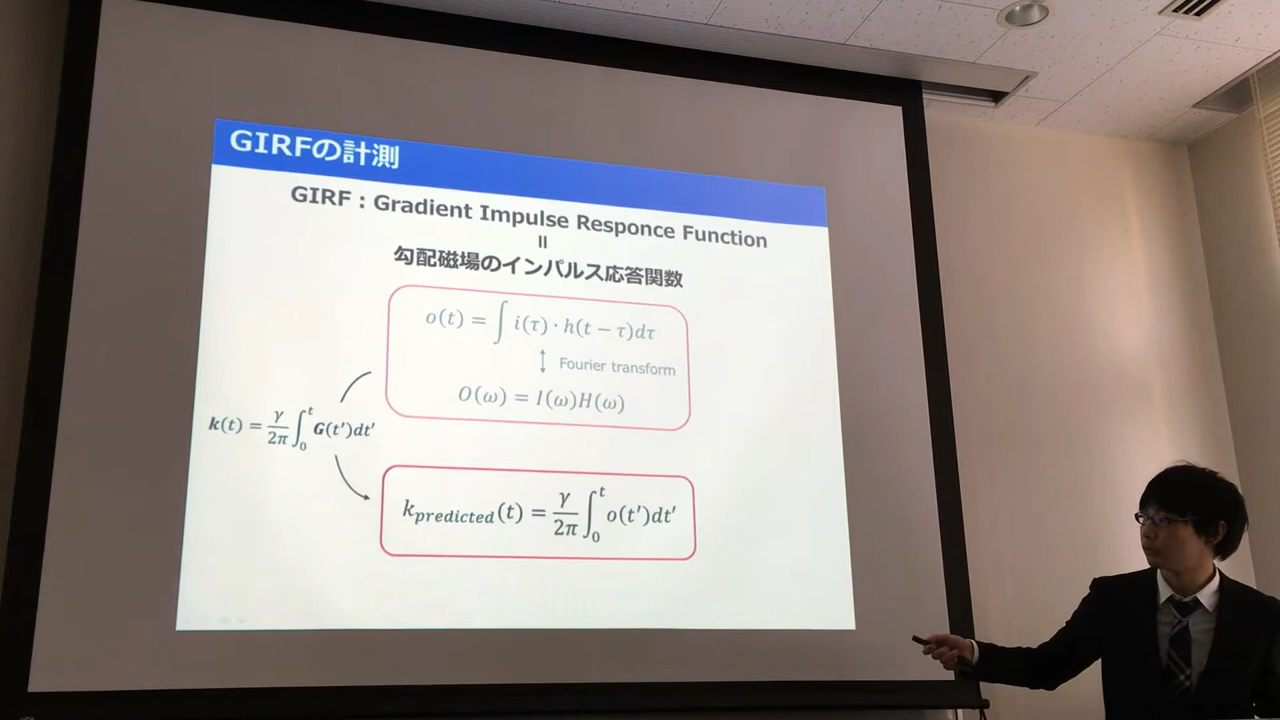 GIRFの計測
GIRF : Gradient Impulse Responce Function
=
勾配磁場のインパルス応答関数
o(t) = ∫ i(τ) · h(t − τ)dτ
↕ Fourier transform
O(ω) = I(ω)H(ω)
k(t) = γ/2π ∫₀ᵗ G(t′)dt′
k_predicted(t) = γ/2π ∫₀ᵗ o(t′)dt′